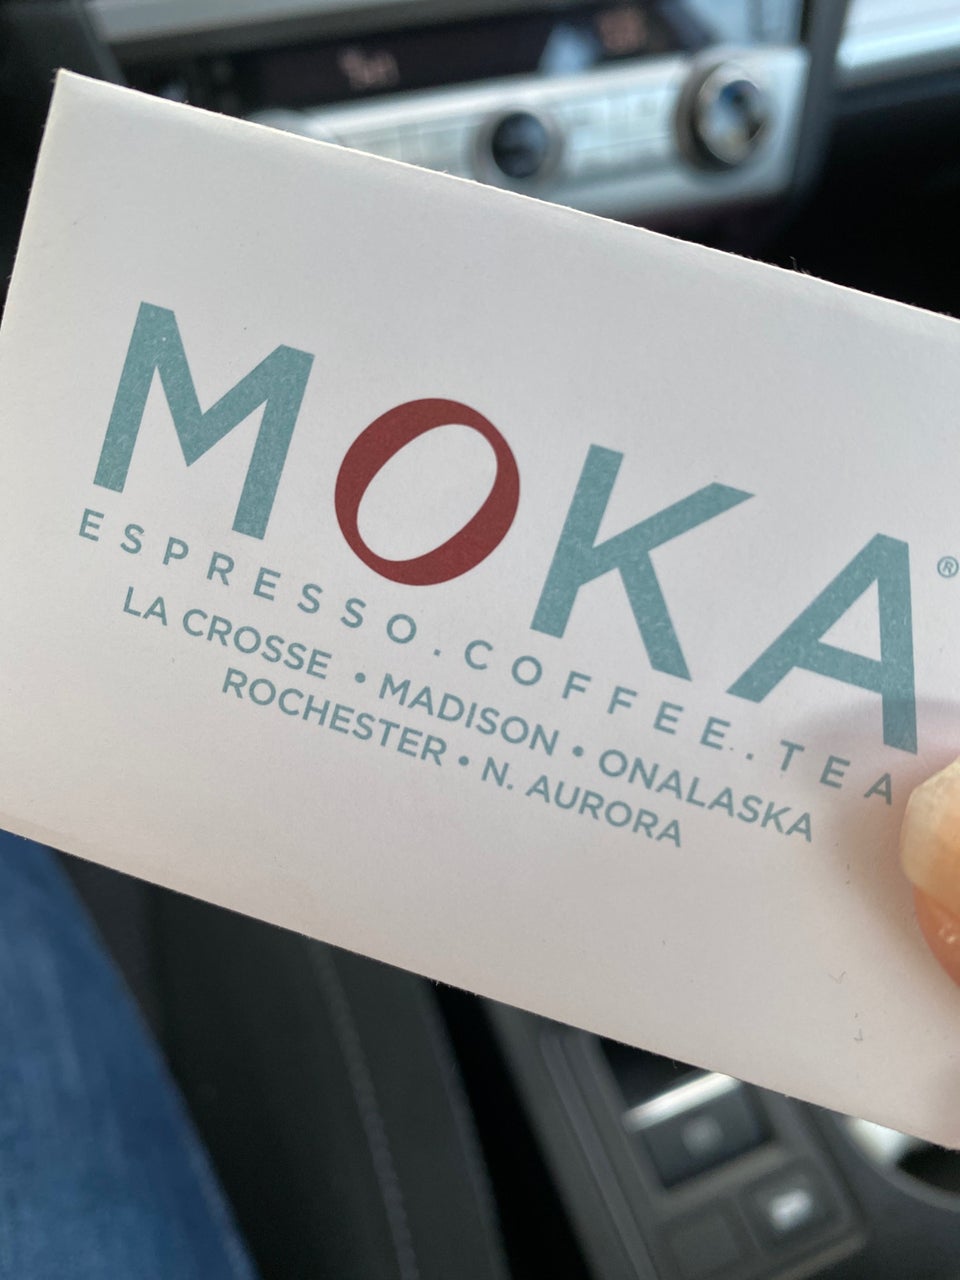 MOKA®
ESPRESSO.COFFEE.TEA
LA CROSSE • MADISON • ONALASKA
ROCHESTER • N. AURORA